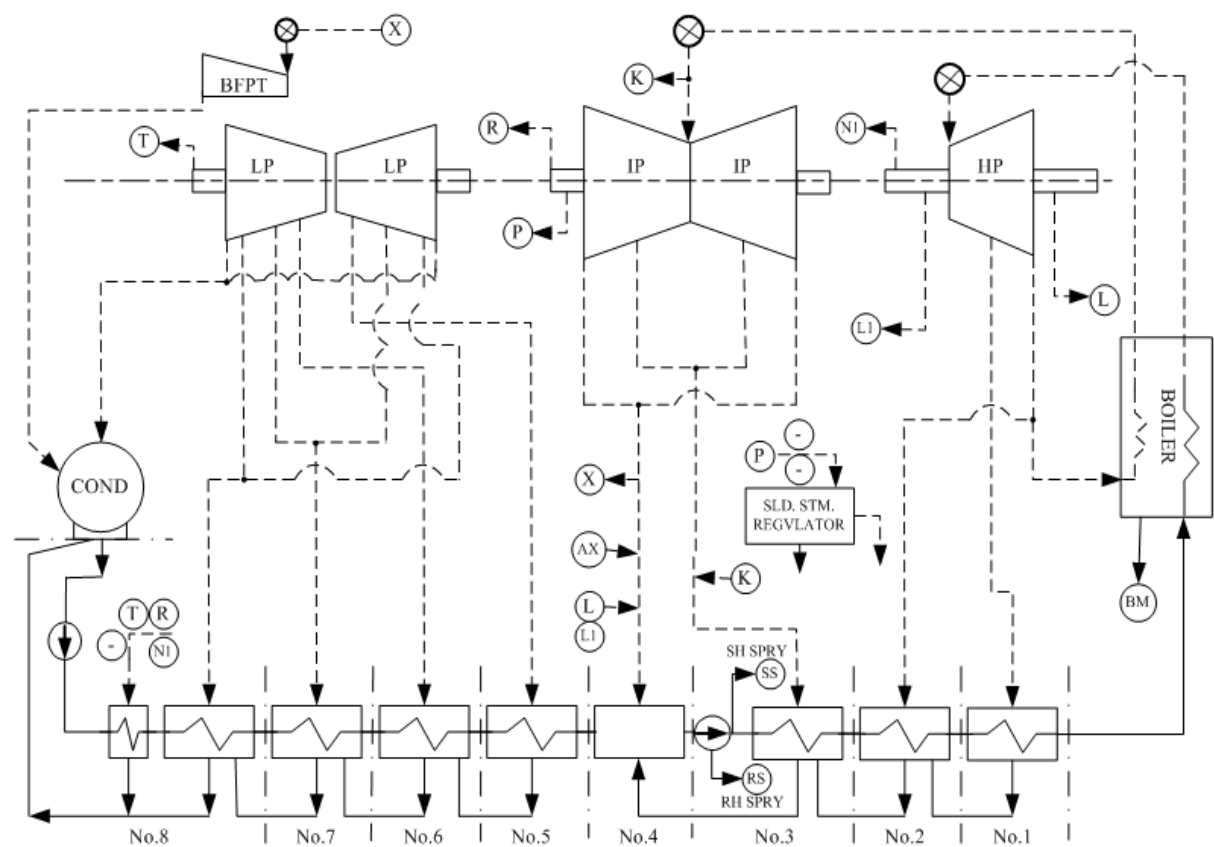 X
BFPT
K
T
R
N1
LP
LP
IP
IP
HP
P
L
L1
BOILER
COND
P
-
-
X
SLD. STM.
REGVLATOR
AX
K
L
L1
BM
T
R
-
N1
SH SPRY
SS
RS
RH SPRY
No.8
No.7
No.6
No.5
No.4
No.3
No.2
No.1